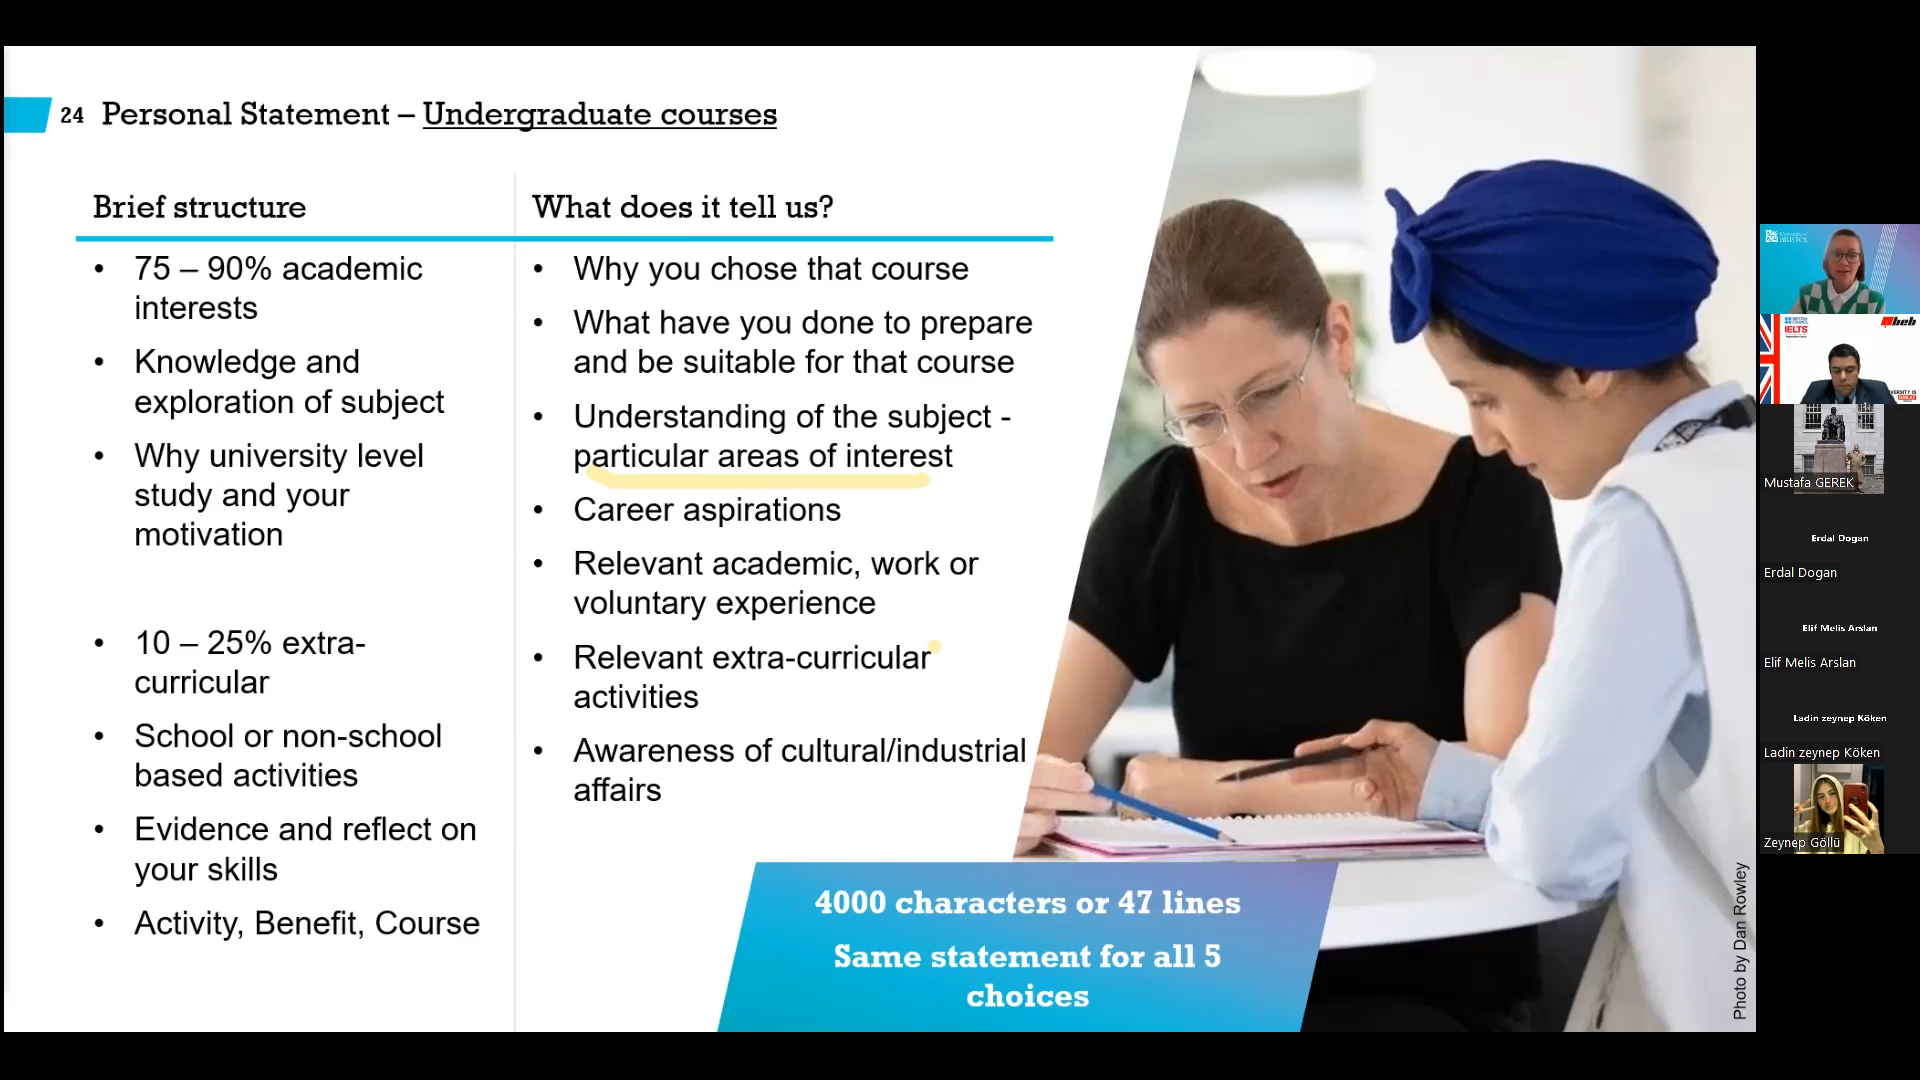 24 Personal Statement – Undergraduate courses
Brief structure
• 75 – 90% academic
interests
• Knowledge and
exploration of subject
• Why university level
study and your
motivation
• 10 – 25% extra-
curricular
• School or non-school
based activities
• Evidence and reflect on
your skills
• Activity, Benefit, Course
What does it tell us?
• Why you chose that course
• What have you done to prepare
and be suitable for that course
• Understanding of the subject -
particular areas of interest
• Career aspirations
• Relevant academic, work or
voluntary experience
• Relevant extra-curricular
activities
• Awareness of cultural/industrial
affairs
4000 characters or 47 lines
Same statement for all 5
choices
Photo by Dan Rowley
University of
BRISTOL
BRITISH
COUNCIL
IELTS
beb
Mustafa GEREK
Erdal Dogan
Erdal Dogan
Elif Melis Arslan
Elif Melis Arslan
Ladin zeynep Köken
Ladin zeynep Köken
Zeynep Göllü